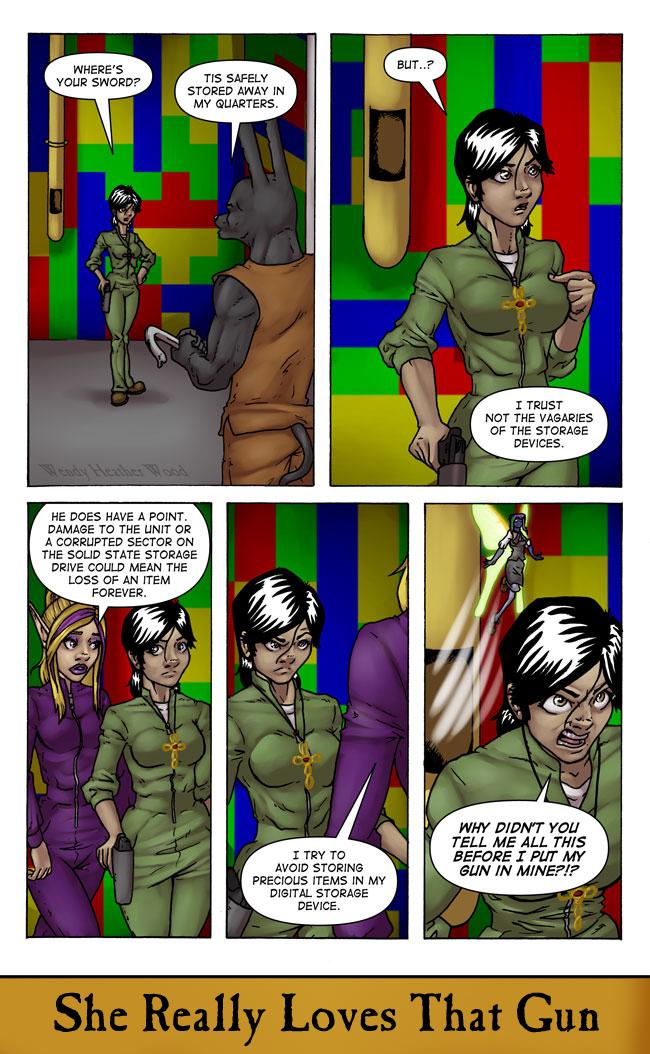 WHERE'S
YOUR SWORD?
TIS SAFELY
STORED AWAY IN
MY QUARTERS.
Wendy Heather Wood
BUT..?
I TRUST
NOT THE VAGARIES
OF THE STORAGE
DEVICES.
HE DOES HAVE A POINT.
DAMAGE TO THE UNIT OR
A CORRUPTED SECTOR ON
THE SOLID STATE STORAGE
DRIVE COULD MEAN THE
LOSS OF AN ITEM
FOREVER.
I TRY TO
AVOID STORING
PRECIOUS ITEMS IN MY
DIGITAL STORAGE
DEVICE.
WHY DIDN'T YOU
TELL ME ALL THIS
BEFORE I PUT MY
GUN IN MINE?!?
She Really Loves That Gun